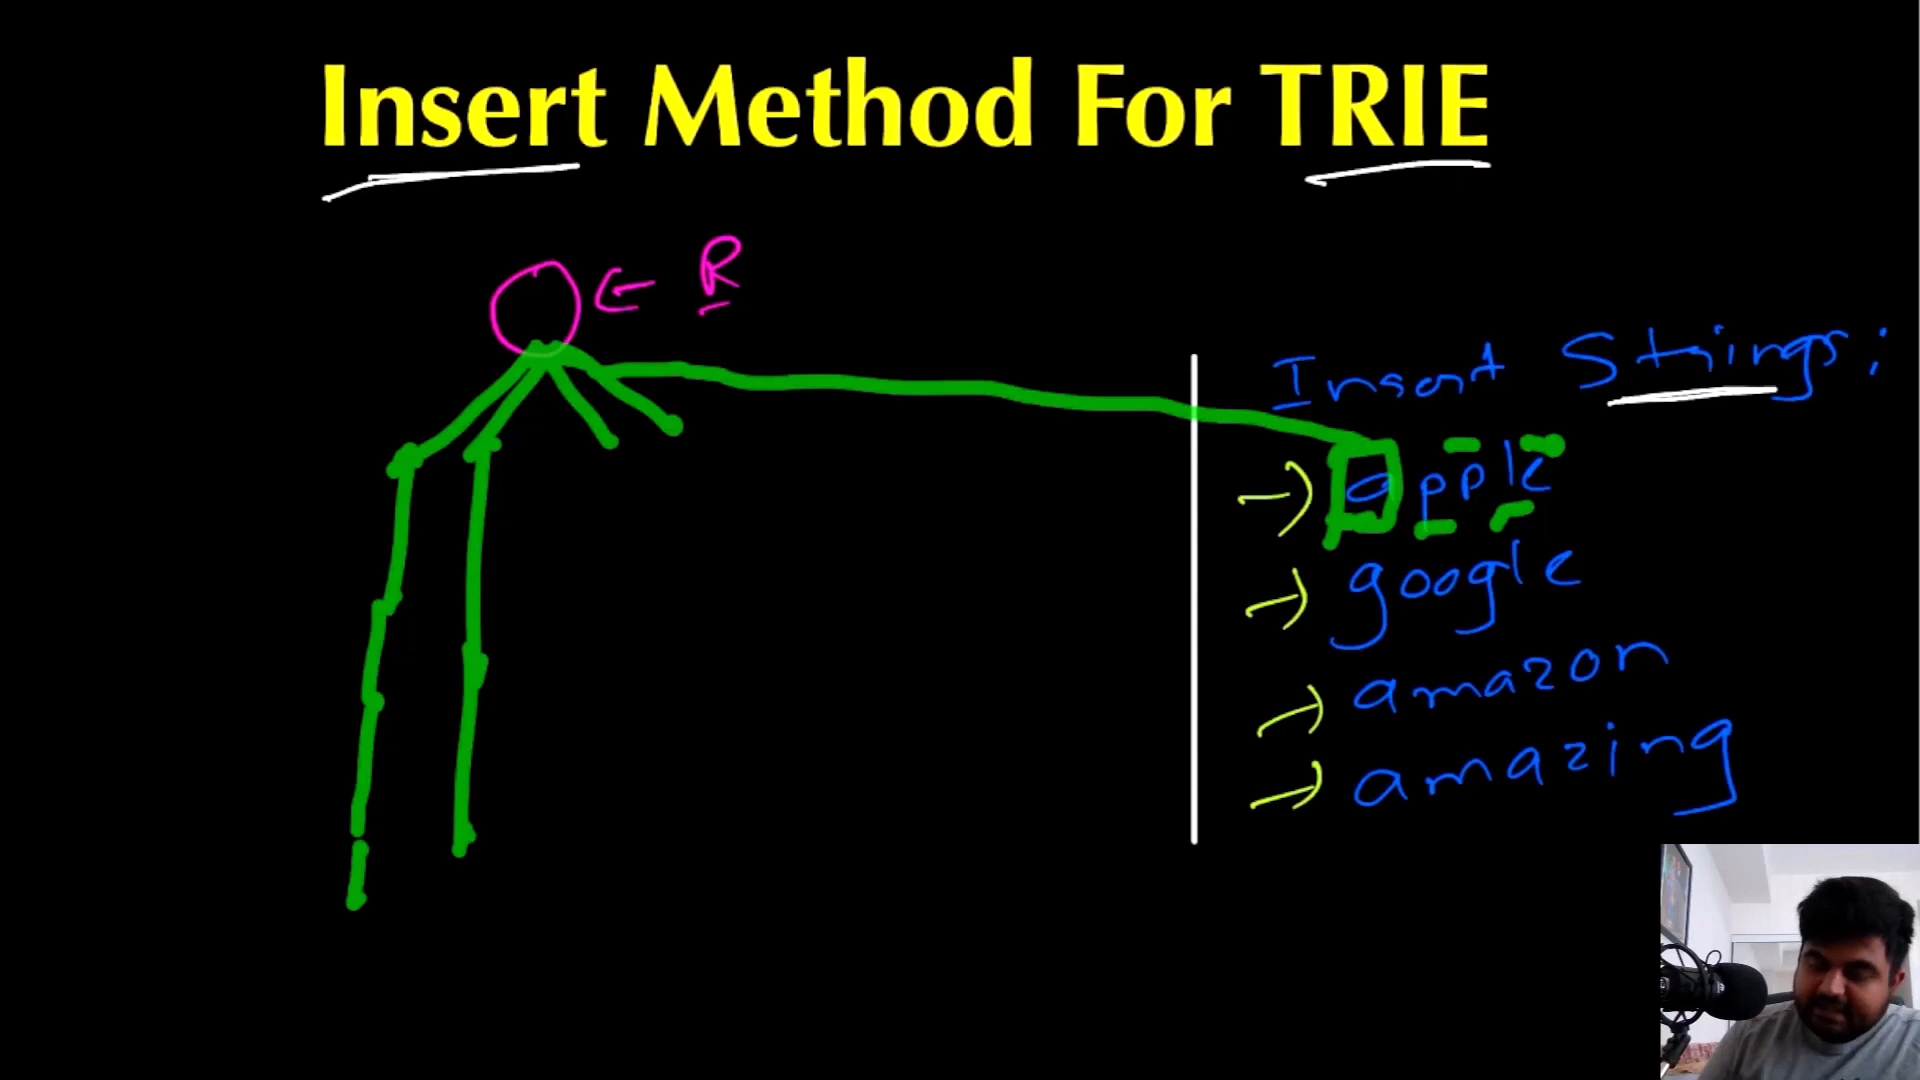 Insert Method For TRIE
← R
Insert Strings:
→ apple
→ google
→ amazon
→ amazing